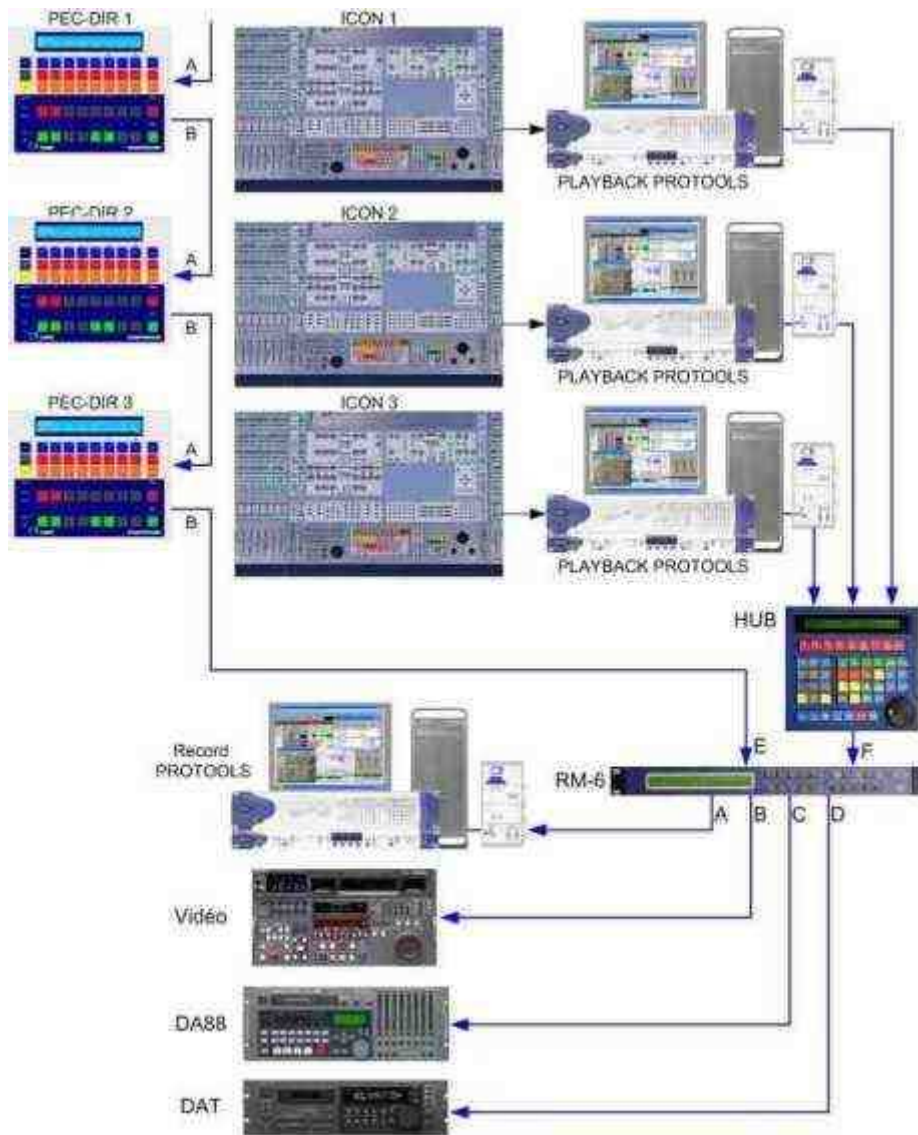 PEC-DIR 1
ICON 1
A
B
PLAYBACK PROTOOLS
PEC-DIR 2
ICON 2
A
B
PLAYBACK PROTOOLS
PEC-DIR 3
ICON 3
A
B
PLAYBACK PROTOOLS
HUB
Record
PROTOOLS
E
F
RM-6
A
B
C
D
Vidéo
DA88
DAT